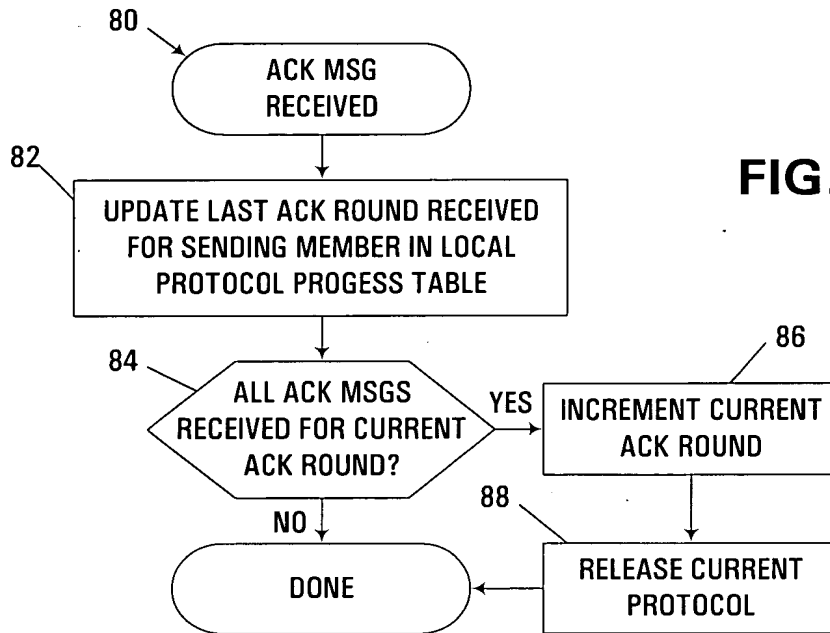 80
ACK MSG
RECEIVED
82
FIG.
UPDATE LAST ACK ROUND RECEIVED
FOR SENDING MEMBER IN LOCAL
PROTOCOL PROGESS TABLE
84
86
ALL ACK MSGS
RECEIVED FOR CURRENT
ACK ROUND?
YES
INCREMENT CURRENT
ACK ROUND
NO
88
DONE
RELEASE CURRENT
PROTOCOL